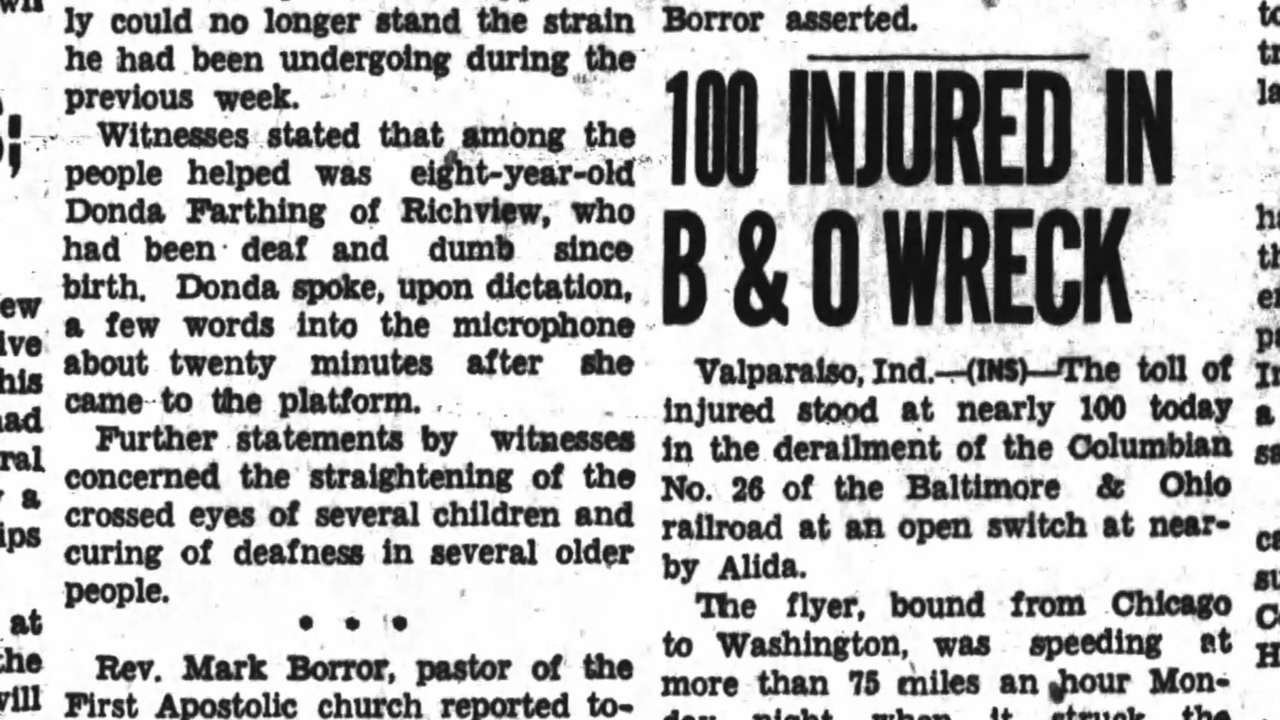 ly could no longer stand the strain
he had been undergoing during the
previous week.
Witnesses stated that among the
people helped was eight-year-old
Donda Farthing of Richview, who
had been deaf and dumb since
birth. Donda spoke, upon dictation,
a few words into the microphone
about twenty minutes after she
came to the platform.
Further statements by witnesses
concerned the straightening of the
crossed eyes of several children and
curing of deafness in several older
people.
• • •
Rev. Mark Borror, pastor of the
First Apostolic church reported to-
Borror asserted.
100 INJURED IN
B & O WRECK
Valparaiso, Ind.—(INS)—The toll of
injured stood at nearly 100 today
in the derailment of the Columbian
No. 26 of the Baltimore & Ohio
railroad at an open switch at near-
by Alida.
The flyer, bound from Chicago
to Washington, was speeding at
more than 75 miles an hour Mon-
day night when it struck the